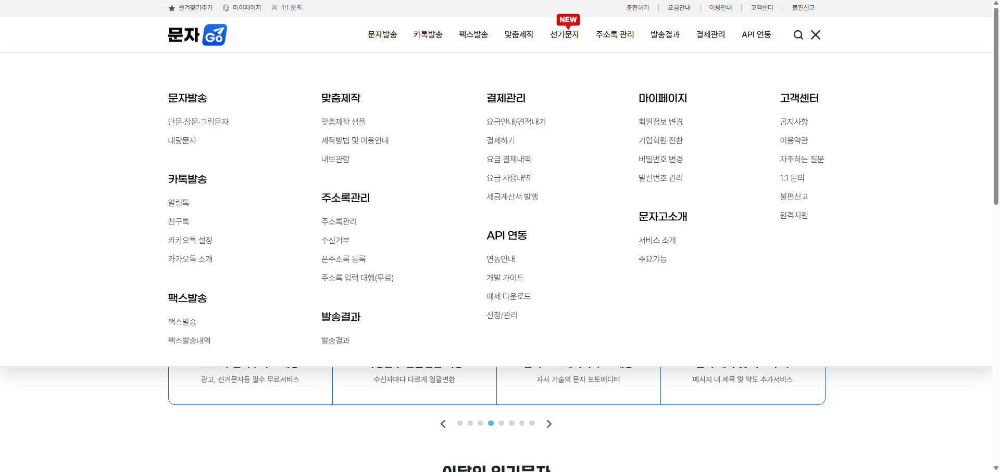 즐겨찾기추가 마이페이지 1:1 문의 충전하기 요금안내 이용안내 고객센터 불편신고
NEW
문자 Go 문자발송 카톡발송 팩스발송 맞춤제작 선거문자 주소록 관리 발송결과 결제관리 API 연동
문자발송
단문·장문·그림문자
대량문자
카톡발송
알림톡
친구톡
카카오톡 설정
카카오톡 소개
팩스발송
팩스발송
팩스발송내역
맞춤제작
맞춤제작 샘플
제작방법 및 이용안내
내보관함
주소록관리
주소록관리
수신거부
폰주소록 등록
주소록 입력 대행(무료)
발송결과
발송결과
결제관리
요금안내/견적내기
결제하기
요금 결제내역
요금 사용내역
세금계산서 발행
API 연동
연동안내
개발 가이드
예제 다운로드
신청/관리
마이페이지
회원정보 변경
기업회원 전환
비밀번호 변경
발신번호 관리
문자고소개
서비스 소개
주요기능
고객센터
공지사항
이용약관
자주하는 질문
1:1 문의
불편신고
원격지원
광고, 선거문자등 필수 무료서비스
수신자마다 다르게 일괄변환
자사 기술의 문자 포토에디터
메시지 내 제목 및 약도 추가서비스
이달의 인기문자